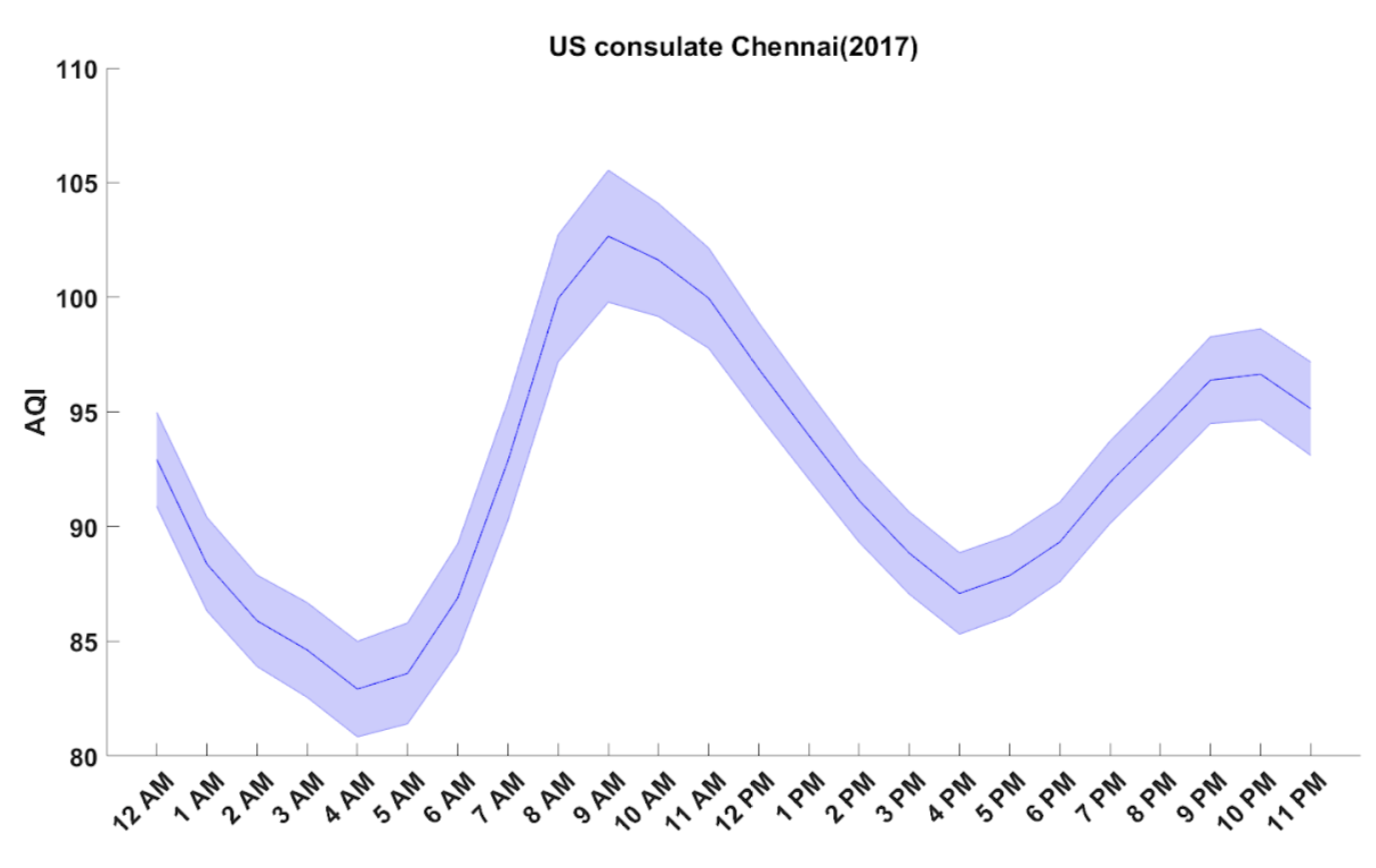 US consulate Chennai(2017)
110
105
100
95
90
85
80
AQI
12 AM
1 AM
2 AM
3 AM
4 AM
5 AM
6 AM
7 AM
8 AM
9 AM
10 AM
11 AM
12 PM
1 PM
2 PM
3 PM
4 PM
5 PM
6 PM
7 PM
8 PM
9 PM
10 PM
11 PM